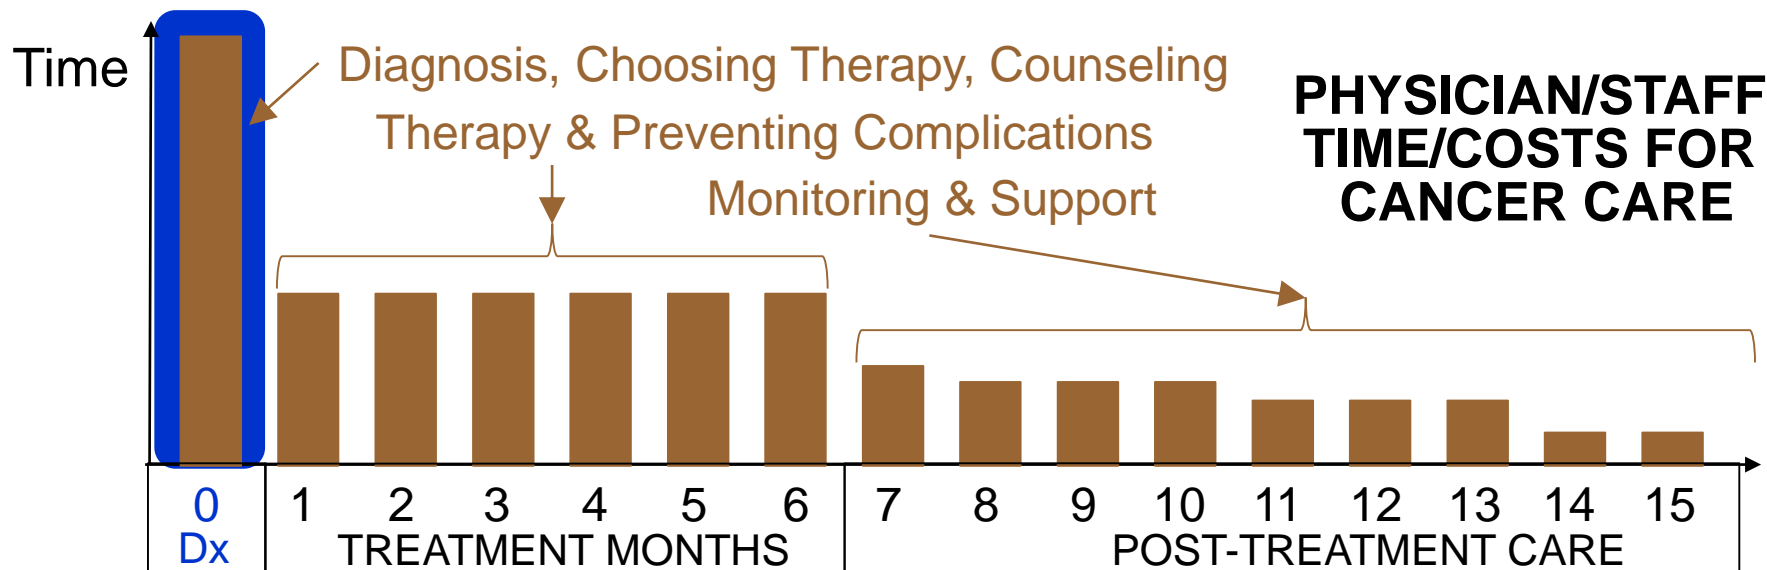 Time
Diagnosis, Choosing Therapy, Counseling
Therapy & Preventing Complications
Monitoring & Support
PHYSICIAN/STAFF
TIME/COSTS FOR
CANCER CARE
0 1 2 3 4 5 6 7 8 9 10 11 12 13 14 15
Dx TREATMENT MONTHS POST-TREATMENT CARE